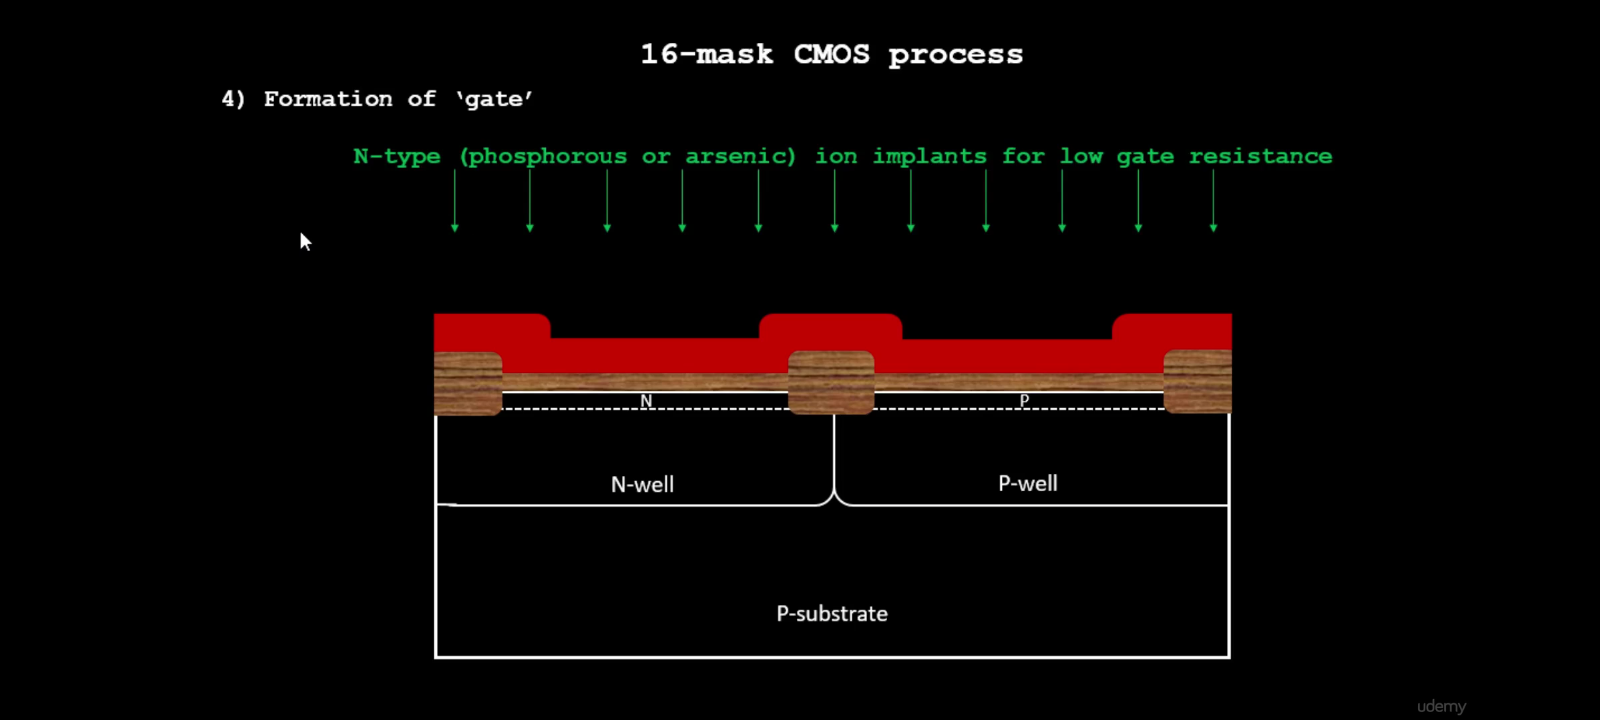 16-mask CMOS process
4) Formation of ‘gate’
N-type (phosphorous or arsenic) ion implants for low gate resistance
N
P
N-well
P-well
P-substrate
udemy